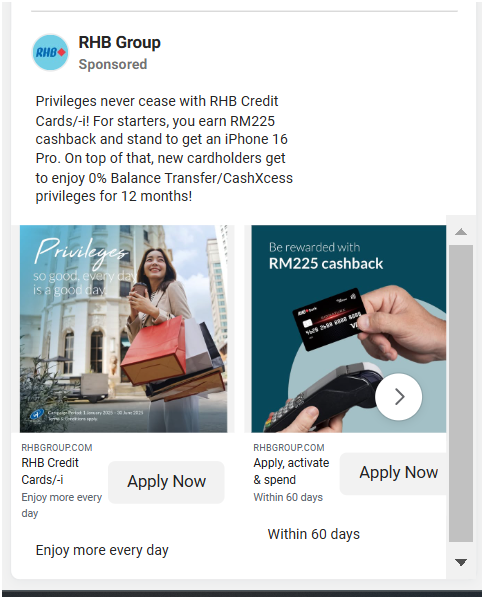 RHB
RHB Group
Sponsored
Privileges never cease with RHB Credit
Cards/-i! For starters, you earn RM225
cashback and stand to get an iPhone 16
Pro. On top of that, new cardholders get
to enjoy 0% Balance Transfer/CashXcess
privileges for 12 months!
Privileges
so good, every day
is a good day
Campaign Period: 1 January 2025 - 30 June 2025
Terms & Conditions apply.
Be rewarded with
RM225 cashback
RHBGROUP.COM
RHB Credit
Cards/-i
Enjoy more every
day
Apply Now
Enjoy more every day
RHBGROUP.COM
Apply, activate
& spend
Within 60 days
Apply Now
Within 60 days